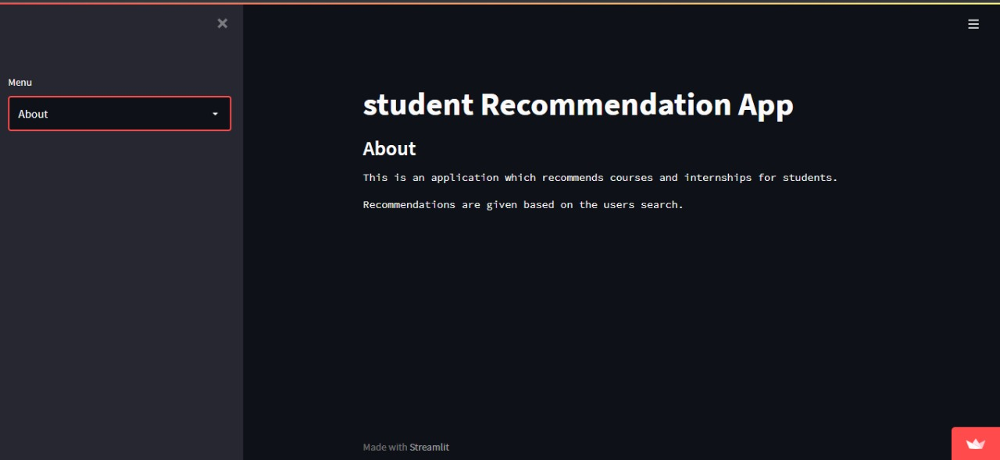 Menu
About
student Recommendation App
About
This is an application which recommends courses and internships for students.
Recommendations are given based on the users search.
Made with Streamlit